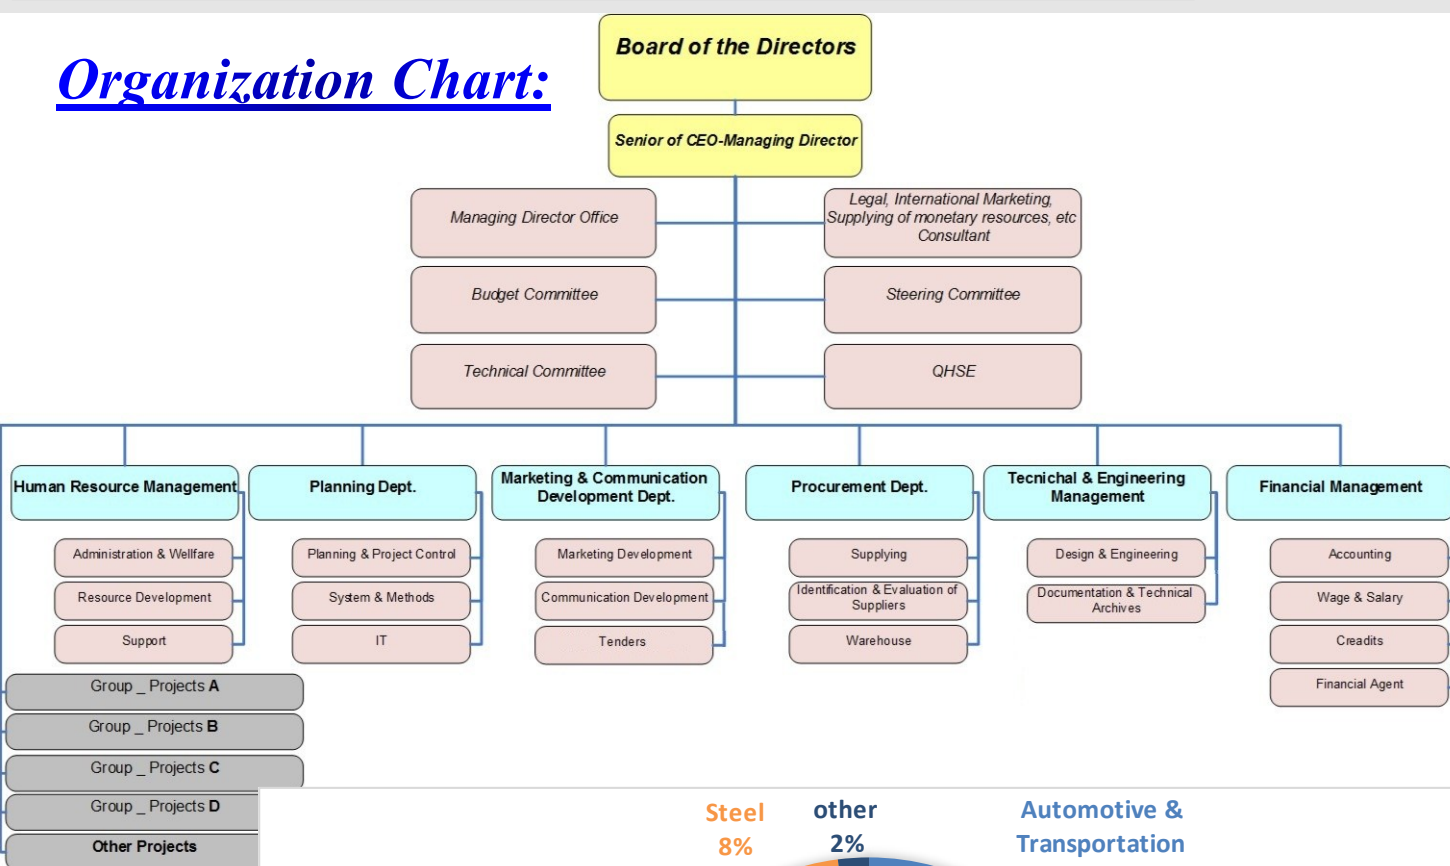 Organization Chart:
Board of the Directors
Senior of CEO-Managing Director
Managing Director Office
Legal, International Marketing,
Supplying of monetary resources, etc
Consultant
Budget Committee
Steering Committee
Technical Committee
QHSE
Human Resource Management
Planning Dept.
Marketing & Communication
Development Dept.
Procurement Dept.
Tecnichal & Engineering
Management
Financial Management
Administration & Wellfare
Resource Development
Support
Planning & Project Control
System & Methods
IT
Marketing Development
Communication Development
Tenders
Supplying
Identification & Evaluation of
Suppliers
Warehouse
Design & Engineering
Documentation & Technical
Archives
Accounting
Wage & Salary
Creadits
Financial Agent
Group _ Projects A
Group _ Projects B
Group _ Projects C
Group _ Projects D
Other Projects
Steel
8%
other
2%
Automotive &
Transportation